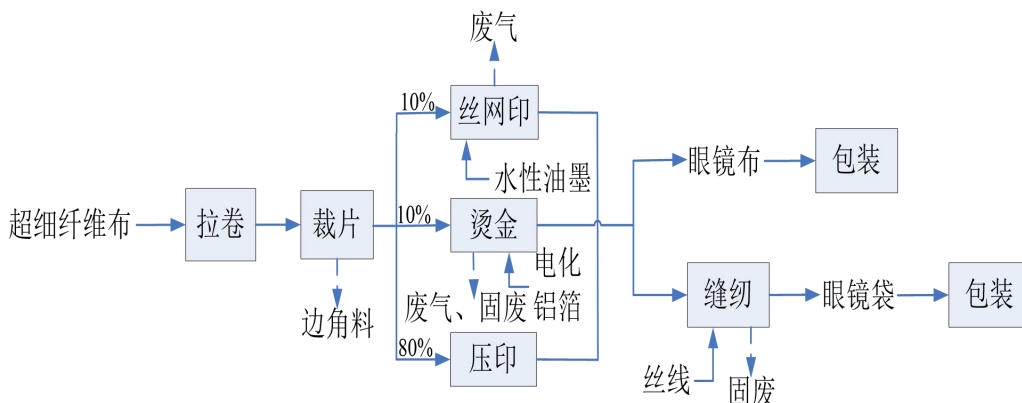 废气
10%
丝网印
水性油墨
眼镜布
包装
超细纤维布
拉卷
裁片
10%
烫金
电化
铝箔
废气、固废
边角料
80%
压印
缝纫
眼镜袋
包装
丝线
固废